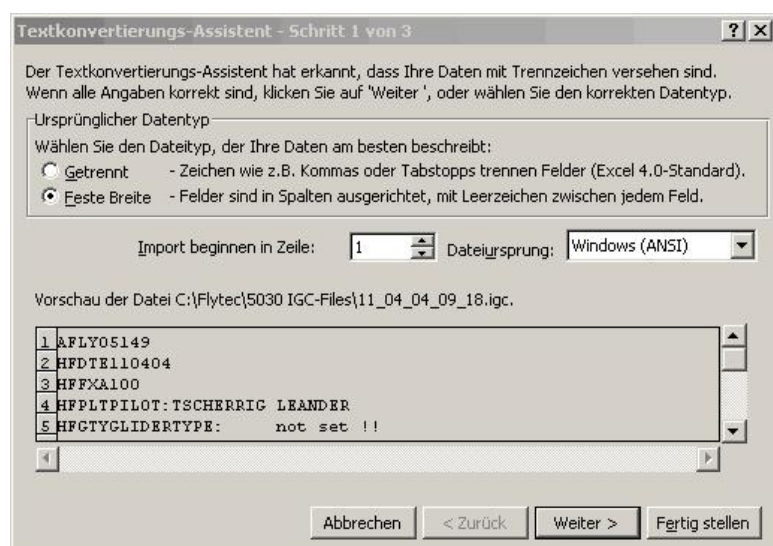 Textkonvertierungs-Assistent - Schritt 1 von 3
Der Textkonvertierungs-Assistent hat erkannt, dass Ihre Daten mit Trennzeichen versehen sind.
Wenn alle Angaben korrekt sind, klicken Sie auf 'Weiter ', oder wählen Sie den korrekten Datentyp.
Ursprünglicher Datentyp
Wählen Sie den Dateityp, der Ihre Daten am besten beschreibt:
Getrennt - Zeichen wie z.B. Kommas oder Tabstopps trennen Felder (Excel 4.0-Standard).
Feste Breite - Felder sind in Spalten ausgerichtet, mit Leerzeichen zwischen jedem Feld.
Import beginnen in Zeile: 1 Dateiursprung: Windows (ANSI)
Vorschau der Datei C:\Flytec\5030 IGC-Files\11_04_04_09_18.igc.
1 AFLY05149
2 HFDTE110404
3 HFFXA100
4 HFPLTPILOT:TSCHERRIG LEANDER
5 HFGTYGLIDERTYPE: not set !!
Abbrechen < Zurück Weiter > Fertig stellen